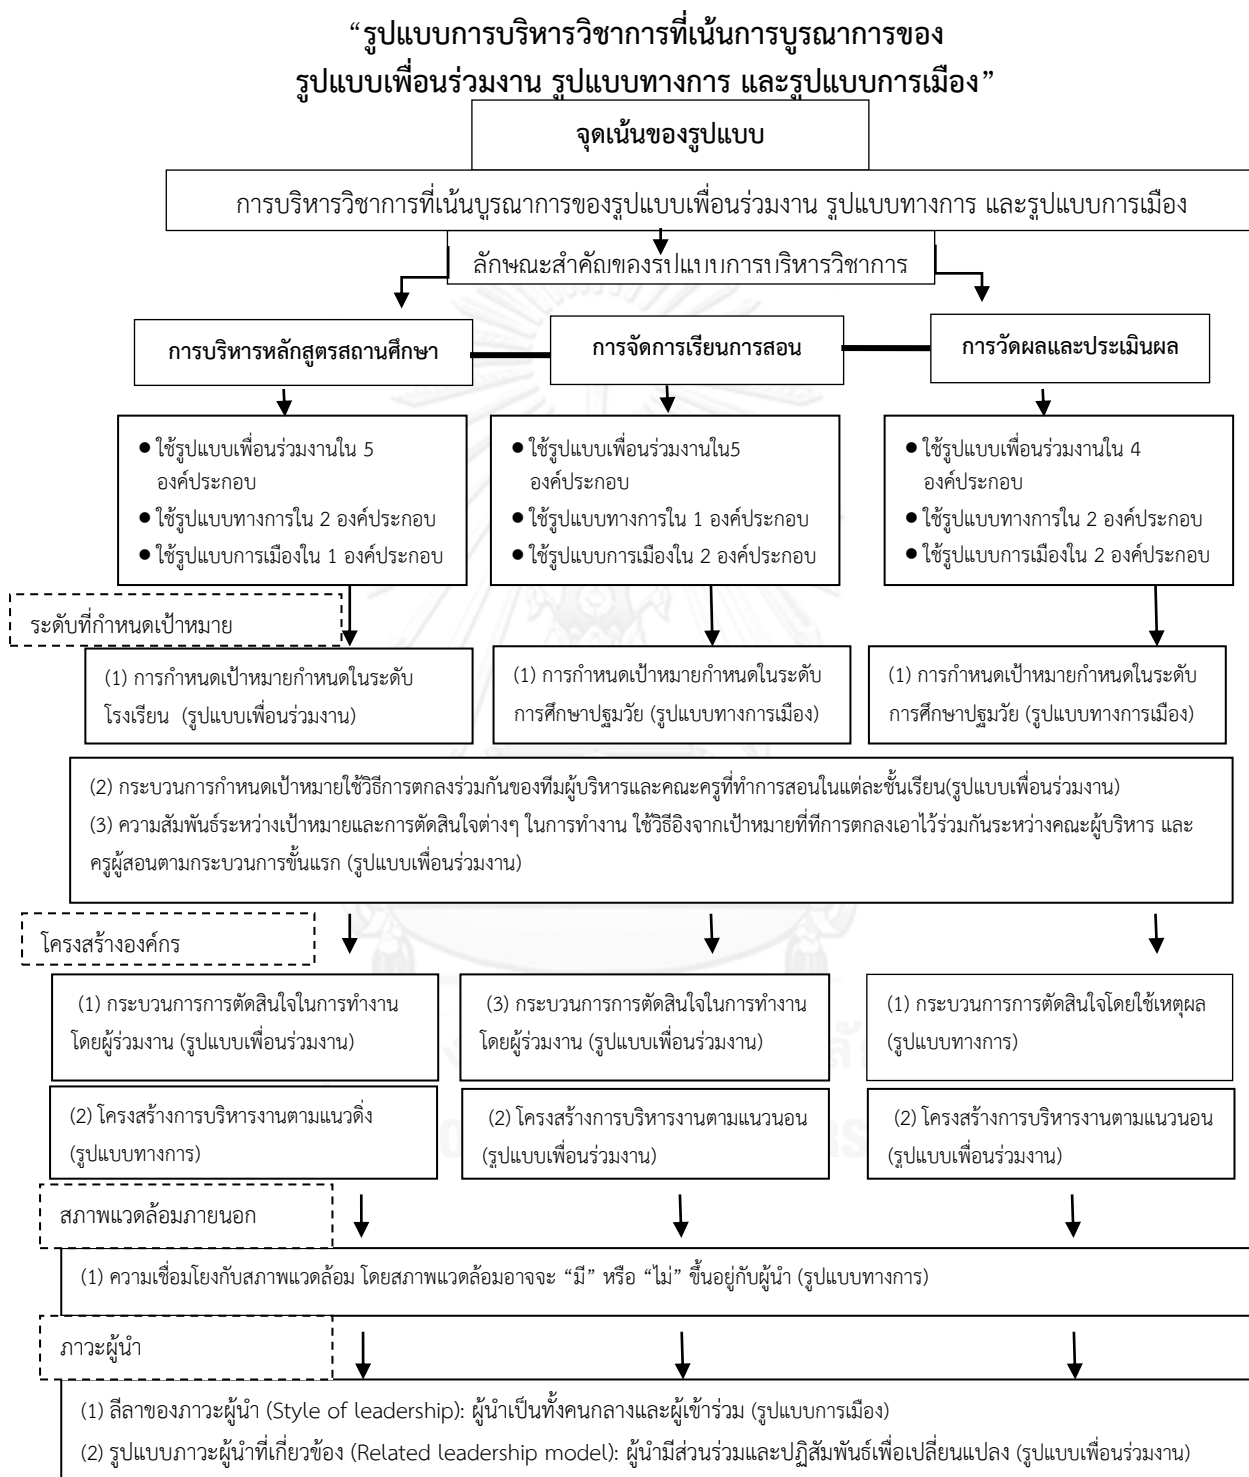 “รูปแบบการบริหารวิชาการที่เน้นการบูรณาการของ
รูปแบบเพื่อนร่วมงาน รูปแบบทางการ และรูปแบบการเมือง”
จุดเน้นของรูปแบบ
การบริหารวิชาการที่เน้นบูรณาการของรูปแบบเพื่อนร่วมงาน รูปแบบทางการ และรูปแบบการเมือง
ลักษณะสำคัญของรูปแบบการบริหารวิชาการ
การบริหารหลักสูตรสถานศึกษา
การจัดการเรียนการสอน
การวัดผลและประเมินผล
● ใช้รูปแบบเพื่อนร่วมงานใน 5
องค์ประกอบ
● ใช้รูปแบบทางการใน 2 องค์ประกอบ
● ใช้รูปแบบการเมืองใน 1 องค์ประกอบ
● ใช้รูปแบบเพื่อนร่วมงานใน5
องค์ประกอบ
● ใช้รูปแบบทางการใน 1 องค์ประกอบ
● ใช้รูปแบบการเมืองใน 2 องค์ประกอบ
● ใช้รูปแบบเพื่อนร่วมงานใน 4
องค์ประกอบ
● ใช้รูปแบบทางการใน 2 องค์ประกอบ
● ใช้รูปแบบการเมืองใน 2 องค์ประกอบ
ระดับที่กำหนดเป้าหมาย
(1) การกำหนดเป้าหมายกำหนดในระดับ
โรงเรียน (รูปแบบเพื่อนร่วมงาน)
(1) การกำหนดเป้าหมายกำหนดในระดับ
การศึกษาปฐมวัย (รูปแบบทางการเมือง)
(1) การกำหนดเป้าหมายกำหนดในระดับ
การศึกษาปฐมวัย (รูปแบบทางการเมือง)
(2) กระบวนการกำหนดเป้าหมายใช้วิธีการตกลงร่วมกันของทีมผู้บริหารและคณะครูที่ทำการสอนในแต่ละชั้นเรียน(รูปแบบเพื่อนร่วมงาน)
(3) ความสัมพันธ์ระหว่างเป้าหมายและการตัดสินใจต่างๆ ในการทำงาน ใช้วิธีอิงจากเป้าหมายที่ทีการตกลงเอาไว้ร่วมกันระหว่างคณะผู้บริหาร และ
ครูผู้สอนตามกระบวนการขั้นแรก (รูปแบบเพื่อนร่วมงาน)
โครงสร้างองค์กร
(1) กระบวนการการตัดสินใจในการทำงาน
โดยผู้ร่วมงาน (รูปแบบเพื่อนร่วมงาน)
(3) กระบวนการการตัดสินใจในการทำงาน
โดยผู้ร่วมงาน (รูปแบบเพื่อนร่วมงาน)
(1) กระบวนการการตัดสินใจโดยใช้เหตุผล
(รูปแบบทางการ)
(2) โครงสร้างการบริหารงานตามแนวดิ่ง
(รูปแบบทางการ)
(2) โครงสร้างการบริหารงานตามแนวนอน
(รูปแบบเพื่อนร่วมงาน)
(2) โครงสร้างการบริหารงานตามแนวนอน
(รูปแบบเพื่อนร่วมงาน)
สภาพแวดล้อมภายนอก
(1) ความเชื่อมโยงกับสภาพแวดล้อม โดยสภาพแวดล้อมอาจจะ “มี” หรือ “ไม่” ขึ้นอยู่กับผู้นำ (รูปแบบทางการ)
ภาวะผู้นำ
(1) ลีลาของภาวะผู้นำ (Style of leadership): ผู้นำเป็นทั้งคนกลางและผู้เข้าร่วม (รูปแบบการเมือง)
(2) รูปแบบภาวะผู้นำที่เกี่ยวข้อง (Related leadership model): ผู้นำมีส่วนร่วมและปฏิสัมพันธ์เพื่อเปลี่ยนแปลง (รูปแบบเพื่อนร่วมงาน)